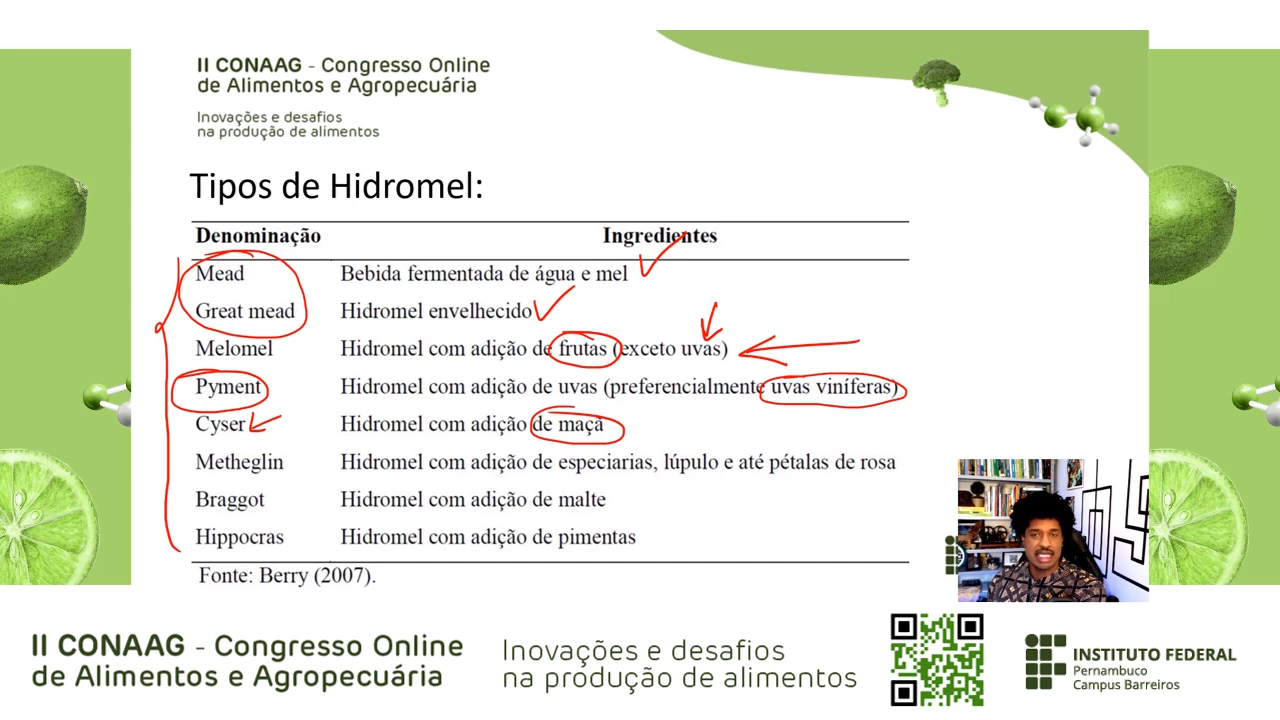 II CONAAG - Congresso Online
de Alimentos e Agropecuária
Inovações e desafios
na produção de alimentos
Tipos de Hidromel:
Denominação Ingredientes
Mead Bebida fermentada de água e mel
Great mead Hidromel envelhecido
Melomel Hidromel com adição de frutas (exceto uvas)
Pyment Hidromel com adição de uvas (preferencialmente uvas viníferas)
Cyser Hidromel com adição de maçã
Metheglin Hidromel com adição de especiarias, lúpulo e até pétalas de rosa
Braggot Hidromel com adição de malte
Hippocras Hidromel com adição de pimentas
Fonte: Berry (2007).
II CONAAG - Congresso Online
de Alimentos e Agropecuária
Inovações e desafios
na produção de alimentos
INSTITUTO FEDERAL
Pernambuco
Campus Barreiros